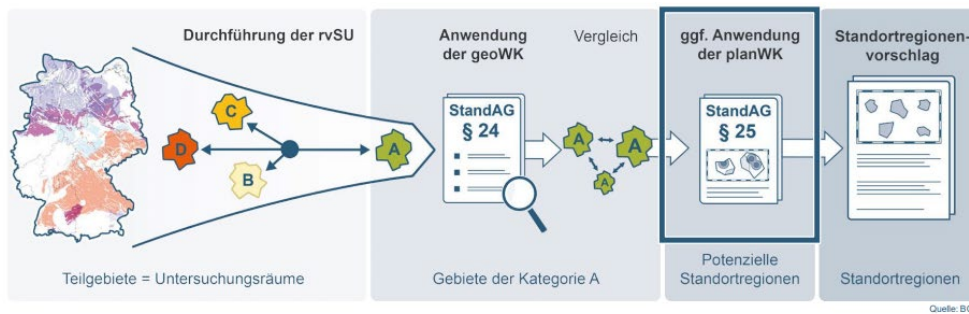 Durchführung der rvSU
Anwendung
der geoWK
Vergleich
ggf. Anwendung
der planWK
Standortregionen-
vorschlag
StandAG
§ 24
StandAG
§ 25
C
D
B
A
A
A
A
Teilgebiete = Untersuchungsräume
Gebiete der Kategorie A
Potenzielle
Standortregionen
Standortregionen
Quelle: